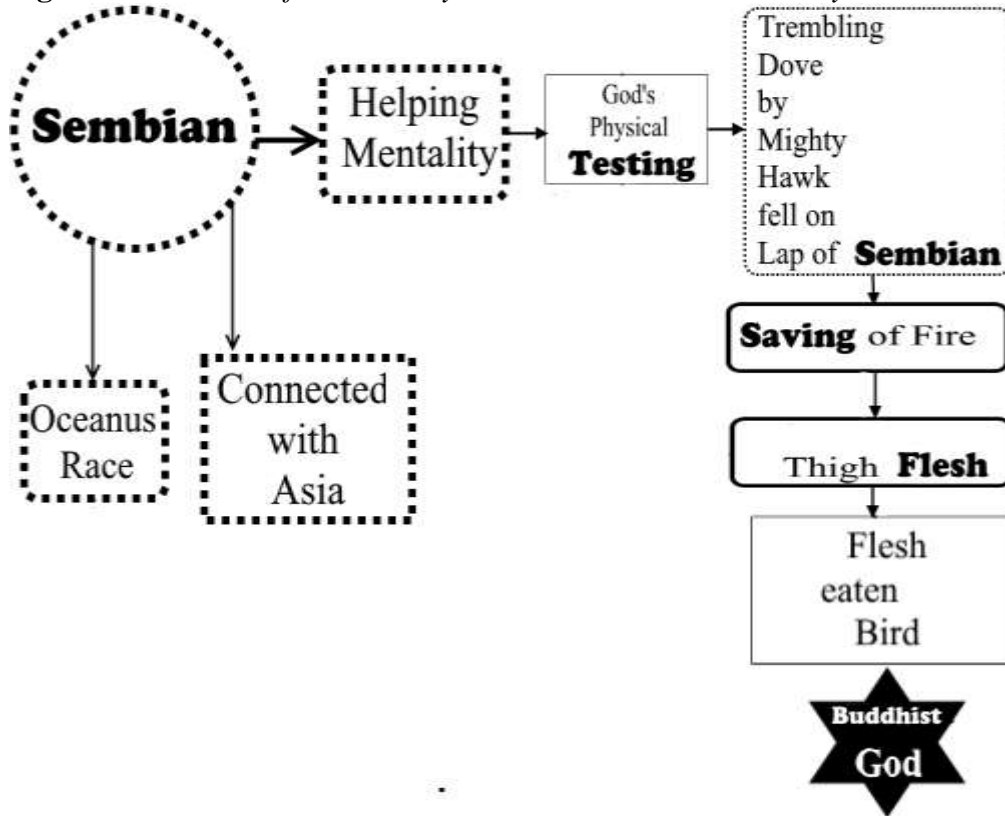 Sembian
Helping
Mentality
God's
Physical
Testing
Trembling
Dove
by
Mighty
Hawk
fell on
Lap of Sembian
Saving of Fire
Thigh Flesh
Flesh
eaten
Bird
Buddhist
God
Oceanus
Race
Connected
with
Asia